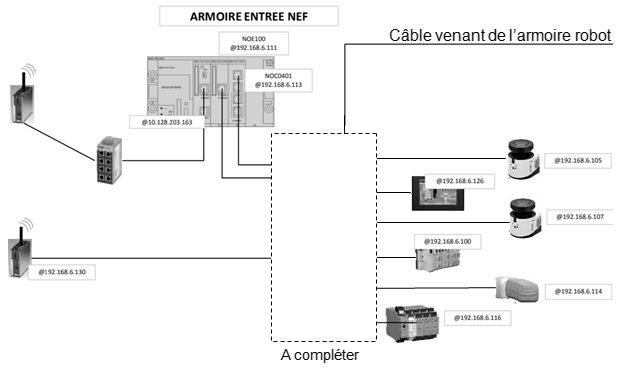 ARMOIRE ENTREE NEF
Câble venant de l'armoire robot
NOE100
@192.168.6.111
NOC0401
@192.168.6.113
@10.128.203.163
@192.168.6.105
@192.168.6.126
@192.168.6.107
@192.168.6.100
@192.168.6.130
@192.168.6.114
@192.168.6.116
A compléter